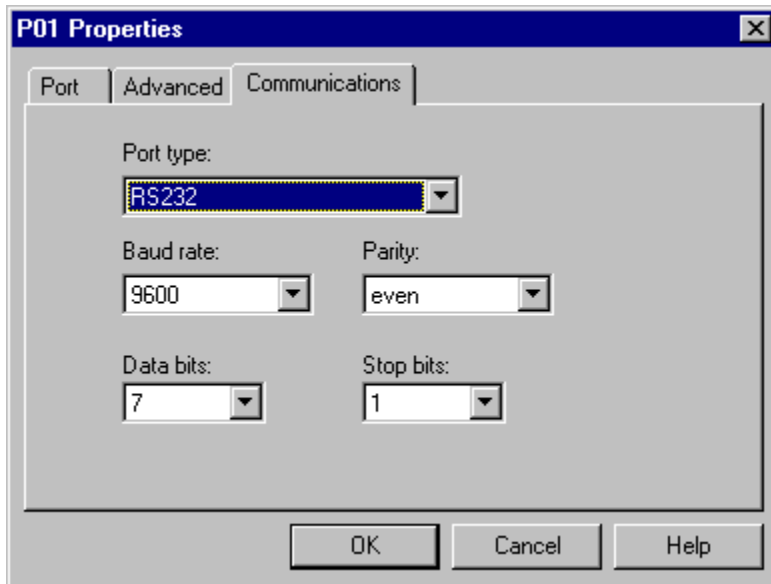 P01 Properties
Port Advanced Communications
Port type:
RS232
Baud rate: Parity:
9600 even
Data bits: Stop bits:
7 1
OK Cancel Help